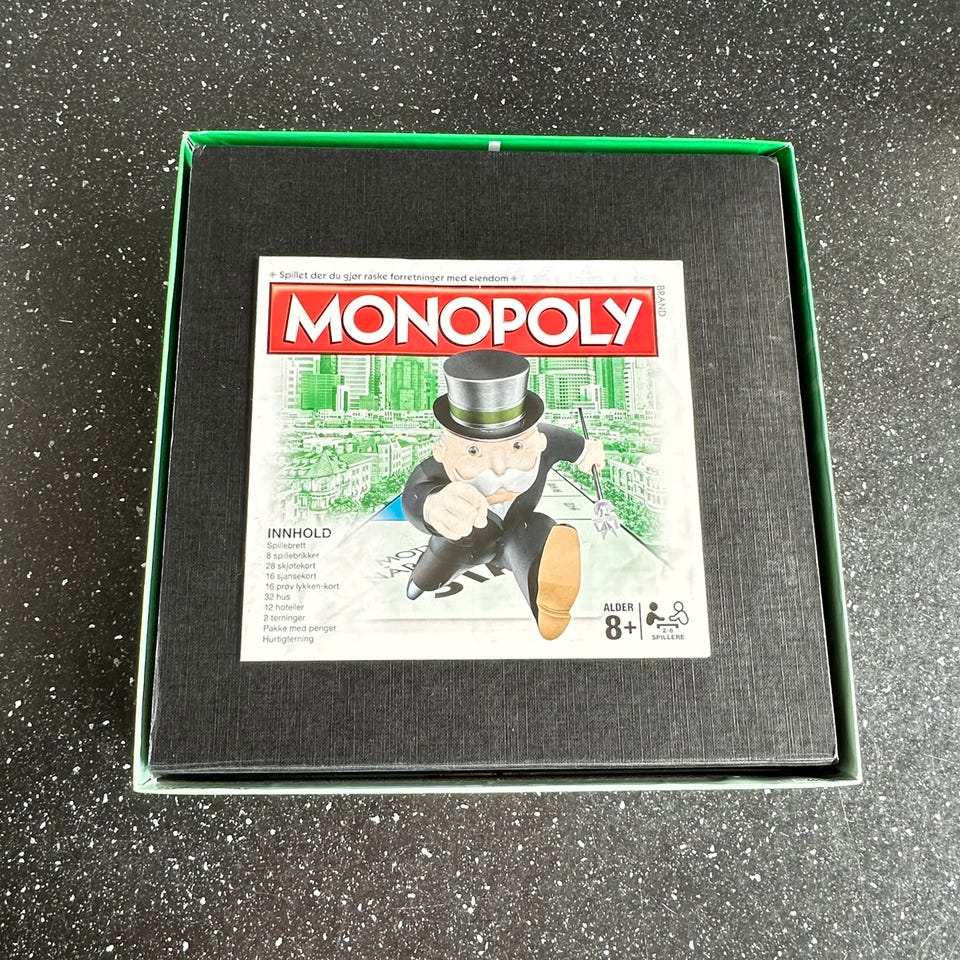 Spillet der du gjør raske forretninger med eiendom
MONOPOLY
BRAND
INNHOLD
Spillebrett
8 spillebrikker
28 skjøtekort
16 sjansekort
16 prøv lykken-kort
32 hus
12 hoteller
2 terninger
Pakke med penger
Hurtigterning
ALDER
8+
2-6
SPILLERE